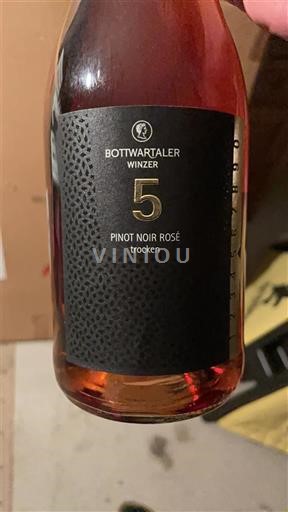 BOTTWARTALER
WINZER
5
PINOT NOIR ROSÉ
trocken
VINIOU